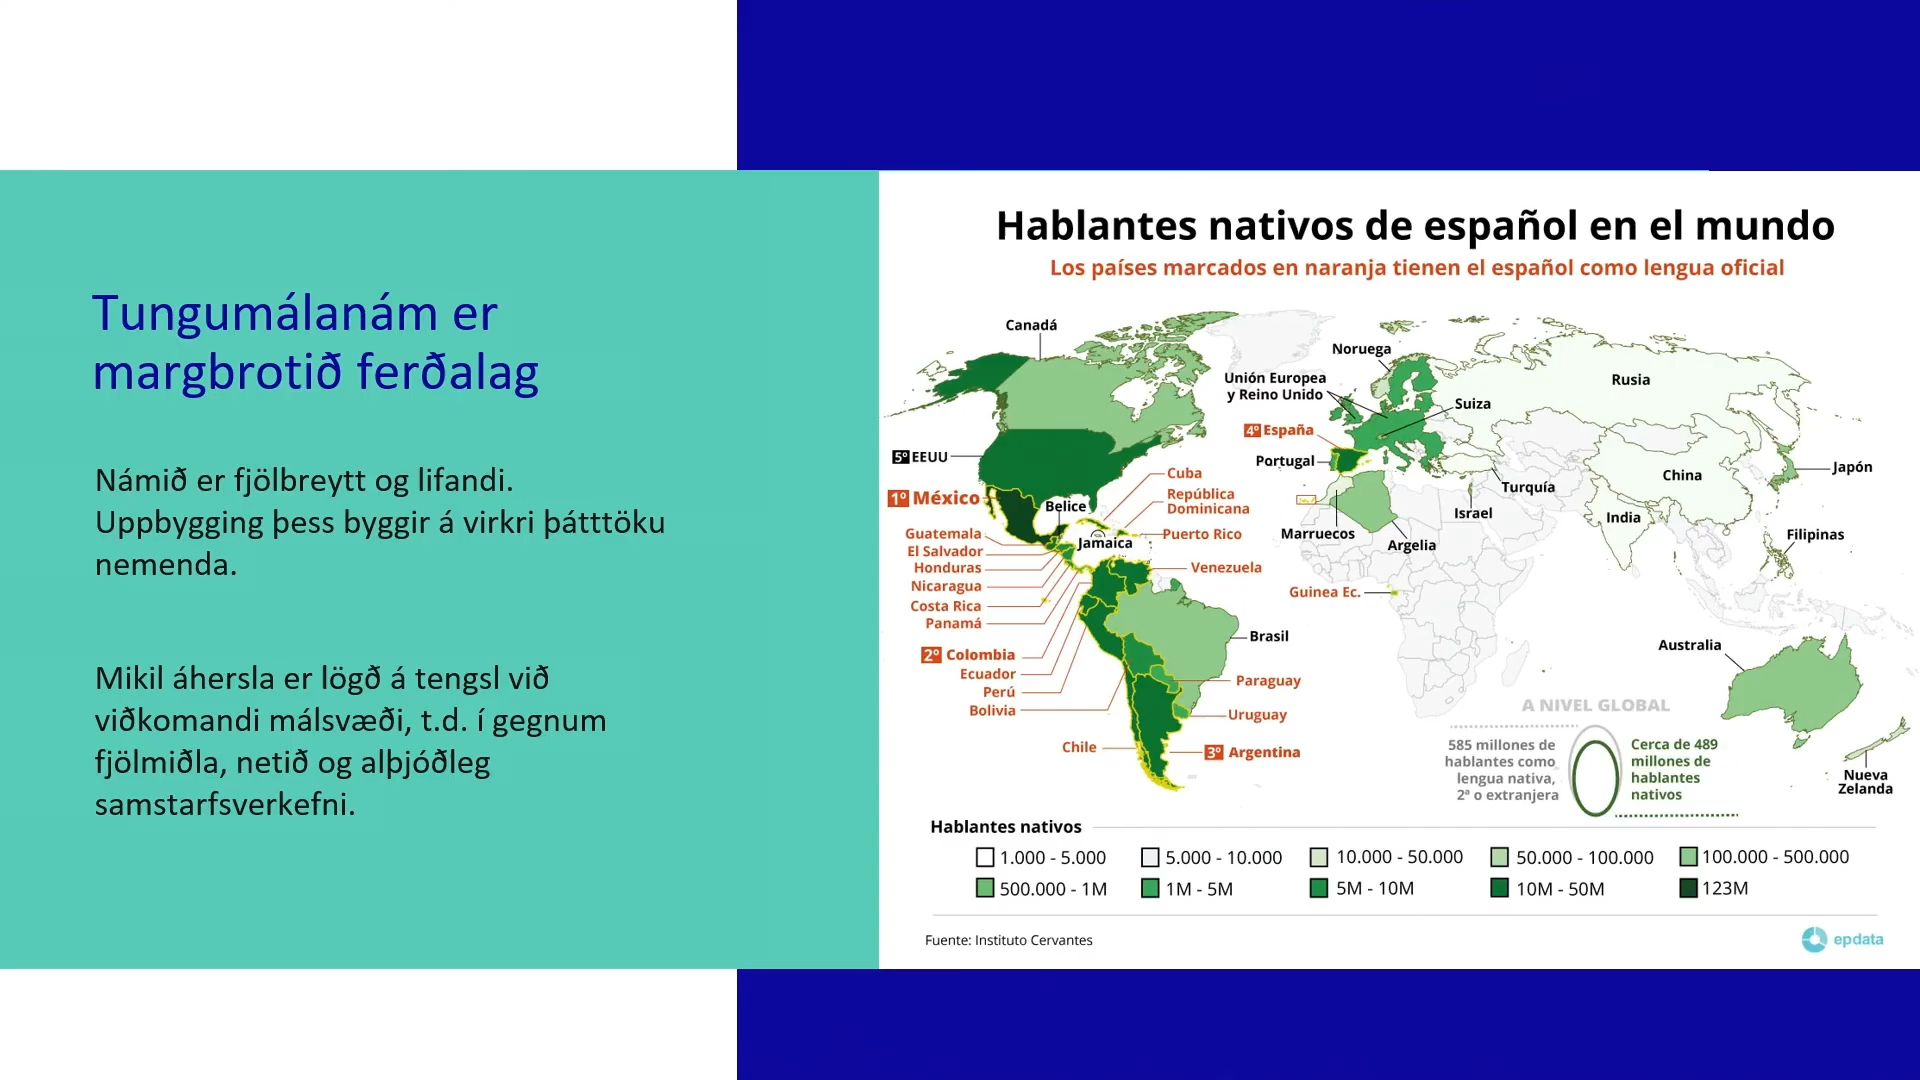 Tungumálanám er
margbrotið ferðalag
Námið er fjölbreytt og lifandi.
Uppbygging þess byggir á virkri þátttöku
nemenda.
Mikil áhersla er lögð á tengsl við
viðkomandi málsvæði, t.d. í gegnum
fjölmiðla, netið og alþjóðleg
samstarfsverkefni.
Hablantes nativos de español en el mundo
Los países marcados en naranja tienen el español como lengua oficial
Canadá
Noruega
Unión Europea
y Reino Unido
Rusia
Suiza
4º España
5º EEUU
Portugal
Japón
China
Cuba
Turquía
1º México
República
Dominicana
Belice
Israel
India
Guatemala
Puerto Rico
Marruecos
Filipinas
Jamaica
Argelia
El Salvador
Honduras
Venezuela
Nicaragua
Guinea Ec.
Costa Rica
Panamá
Brasil
Australia
2º Colombia
Ecuador
Paraguay
Perú
Bolivia
Uruguay
Chile
3º Argentina
A NIVEL GLOBAL
585 millones de
hablantes como
lengua nativa,
2ª o extranjera
Cerca de 489
millones de
hablantes
nativos
Nueva
Zelanda
Hablantes nativos
1.000 - 5.000
5.000 - 10.000
10.000 - 50.000
50.000 - 100.000
100.000 - 500.000
500.000 - 1M
1M - 5M
5M - 10M
10M - 50M
123M
Fuente: Instituto Cervantes
epdata